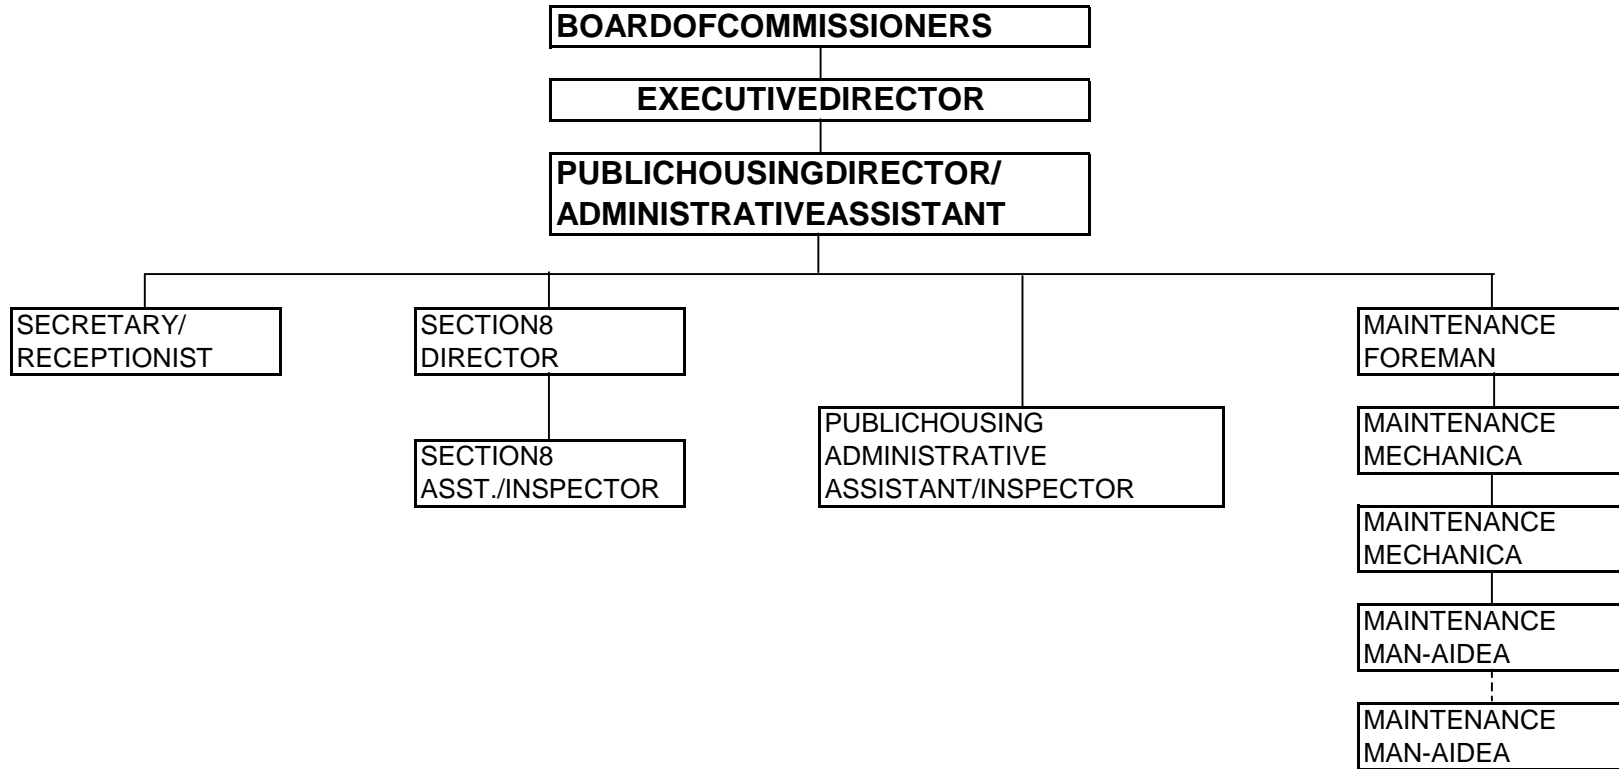 BOARDOFCOMMISSIONERS
EXECUTIVEDIRECTOR
PUBLICHOUSINGDIRECTOR/
ADMINISTRATIVEASSISTANT
SECRETARY/
RECEPTIONIST
SECTION8
DIRECTOR
SECTION8
ASST./INSPECTOR
PUBLICHOUSING
ADMINISTRATIVE
ASSISTANT/INSPECTOR
MAINTENANCE
FOREMAN
MAINTENANCE
MECHANICA
MAINTENANCE
MECHANICA
MAINTENANCE
MAN-AIDEA
MAINTENANCE
MAN-AIDEA